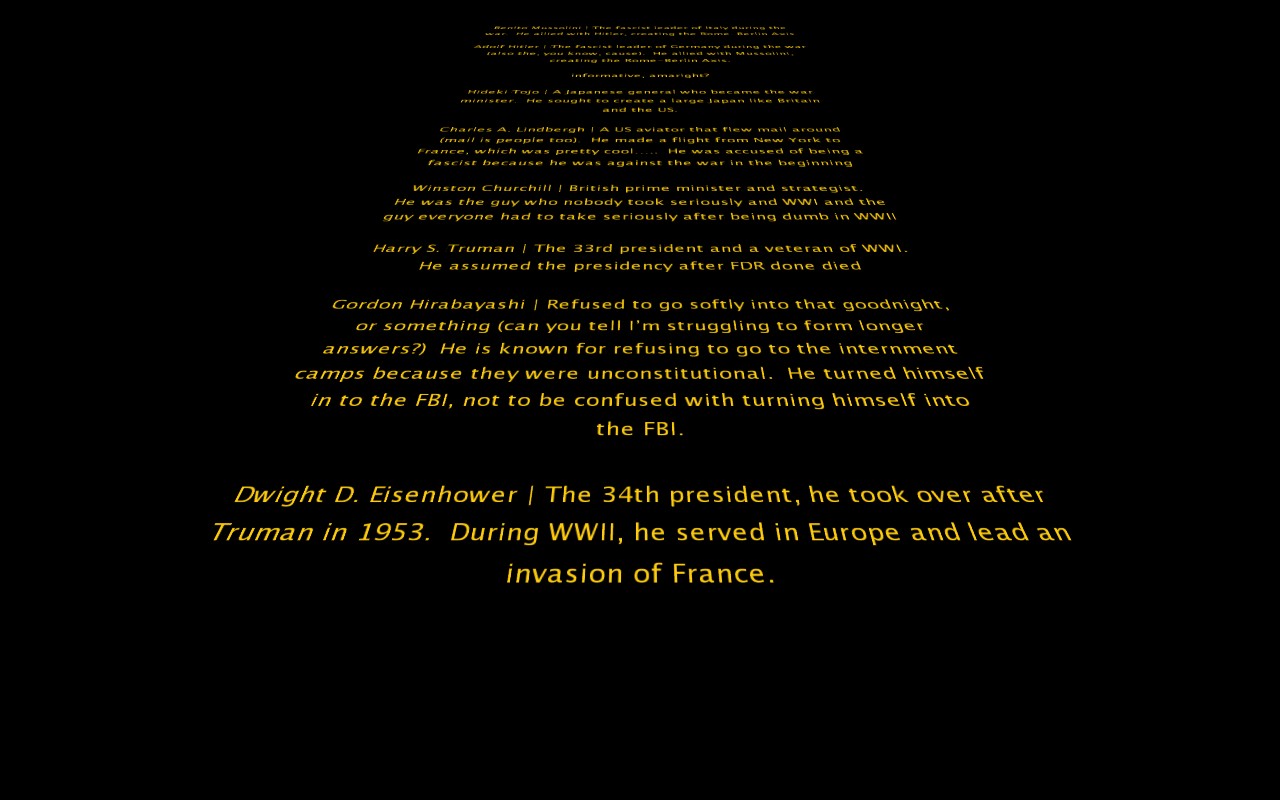 Benito Mussolini | The fascist leader of Italy during the
war. He allied with Hitler, creating the Rome-Berlin Axis
Adolf Hitler | The fascist leader of Germany during the war
(also the, you know, cause). He allied with Mussolini,
creating the Rome-Berlin Axis.
informative, amaright?
Hideki Tojo | A Japanese general who became the war
minister. He sought to create a large Japan like Britain
and the US.
Charles A. Lindbergh | A US aviator that flew mail around
(mail is people too). He made a flight from New York to
France, which was pretty cool..... He was accused of being a
fascist because he was against the war in the beginning
Winston Churchill | British prime minister and strategist.
He was the guy who nobody took seriously and WWI and the
guy everyone had to take seriously after being dumb in WWII
Harry S. Truman | The 33rd president and a veteran of WWI.
He assumed the presidency after FDR done died
Gordon Hirabayashi | Refused to go softly into that goodnight,
or something (can you tell I'm struggling to form longer
answers?) He is known for refusing to go to the internment
camps because they were unconstitutional. He turned himself
in to the FBI, not to be confused with turning himself into
the FBI.
Dwight D. Eisenhower | The 34th president, he took over after
Truman in 1953. During WWII, he served in Europe and lead an
invasion of France.